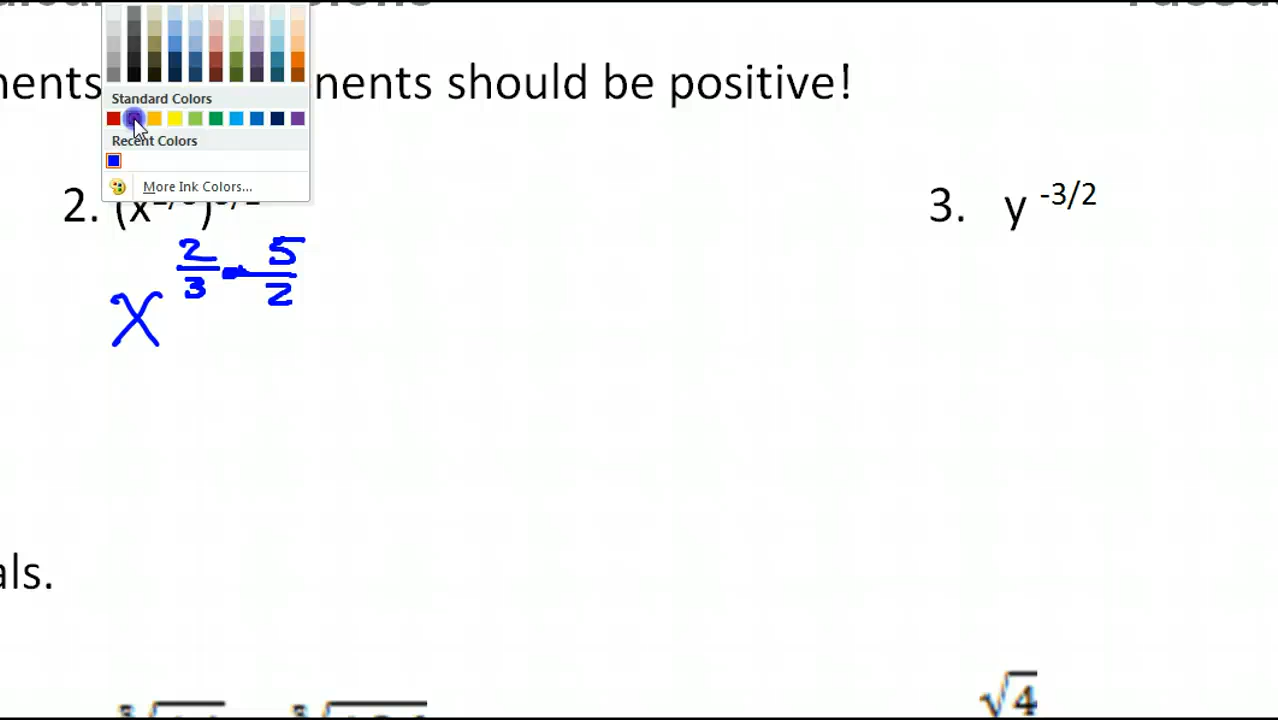 nents should be positive!
Standard Colors
Recent Colors
More Ink Colors...
2. (x
3. y -3/2
x 2/3 · 5/2
als.
√4